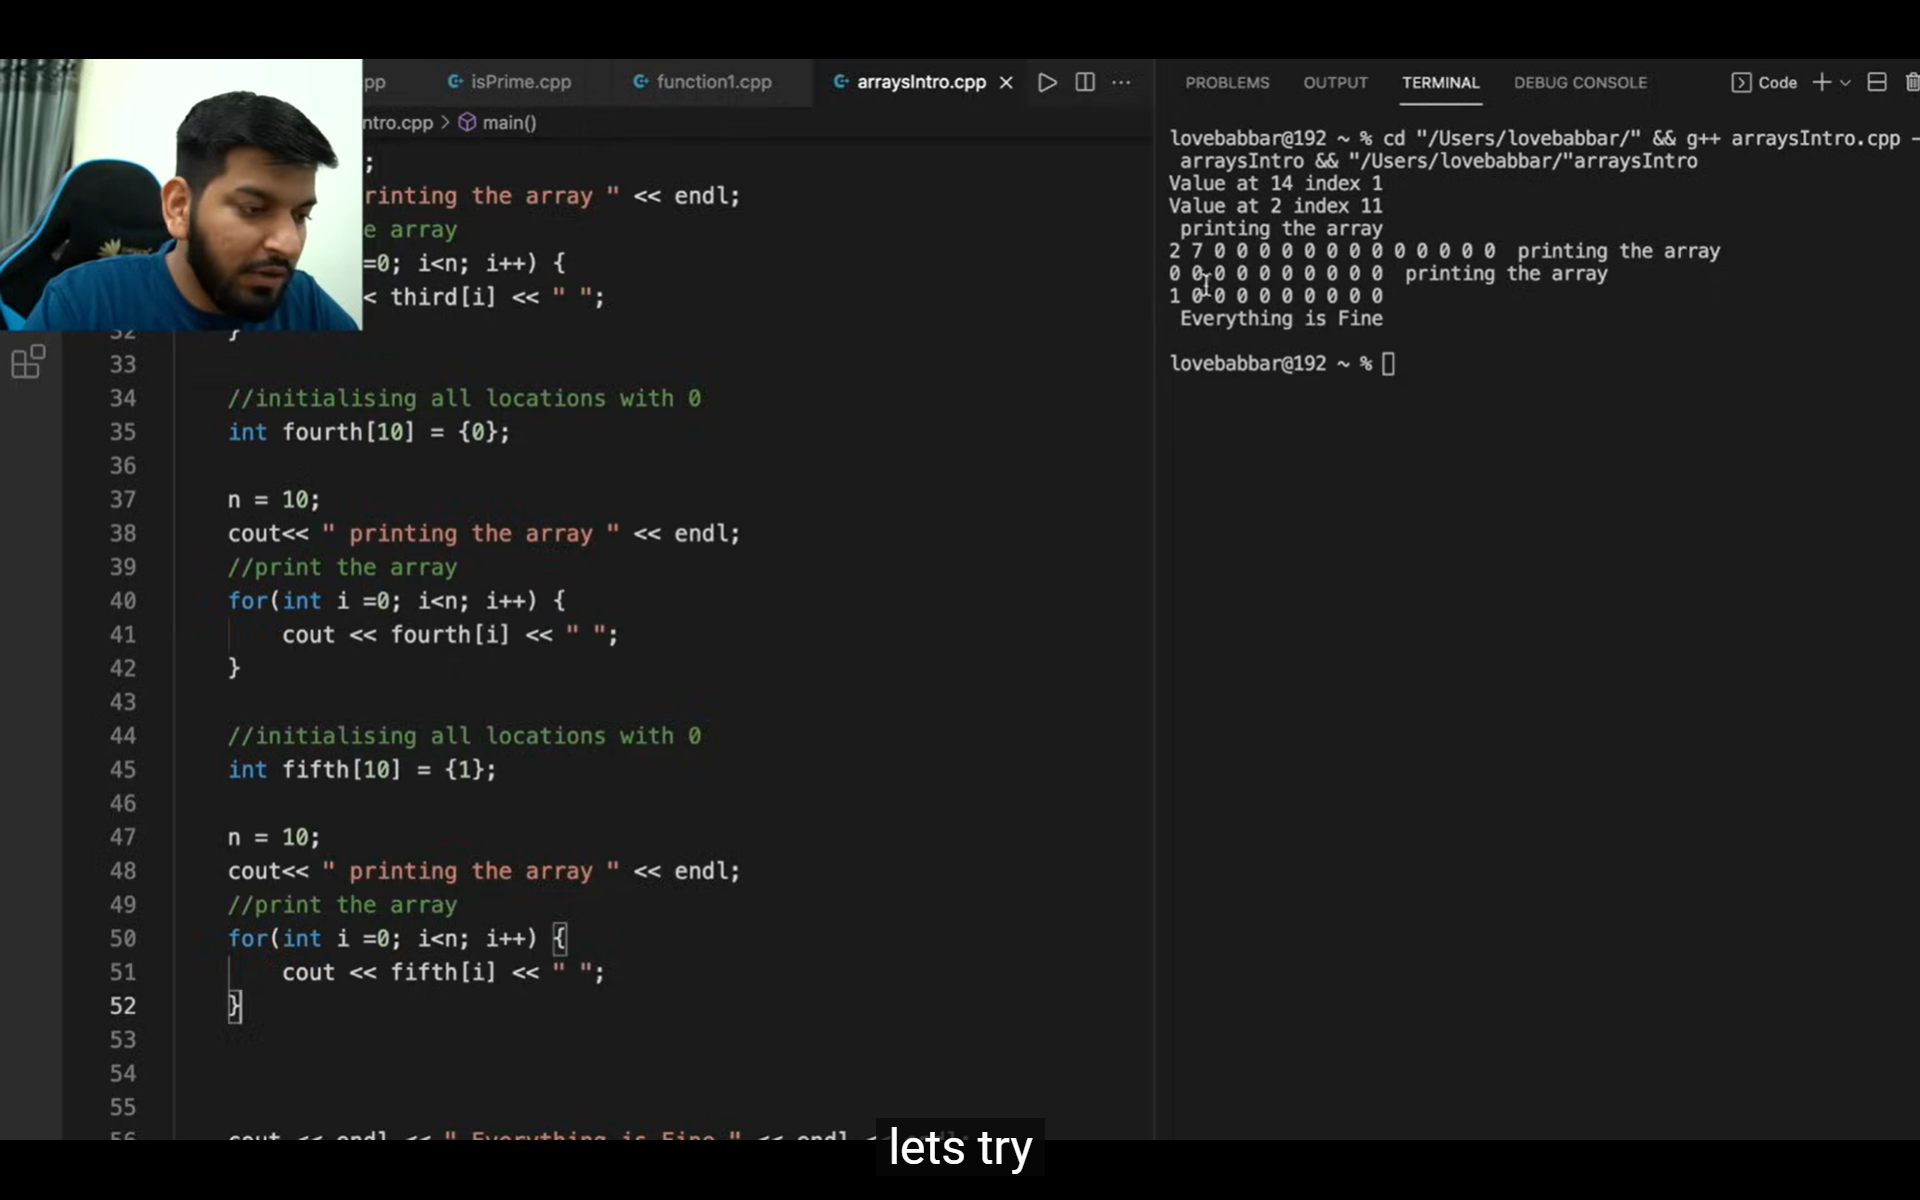 pp
isPrime.cpp
function1.cpp
arraysIntro.cpp
ntro.cpp > main()
;
rinting the array " << endl;
e array
=0; i<n; i++) {
< third[i] << " ";
32 }
33
34 //initialising all locations with 0
35 int fourth[10] = {0};
36
37 n = 10;
38 cout<< " printing the array " << endl;
39 //print the array
40 for(int i =0; i<n; i++) {
41 cout << fourth[i] << " ";
42 }
43
44 //initialising all locations with 0
45 int fifth[10] = {1};
46
47 n = 10;
48 cout<< " printing the array " << endl;
49 //print the array
50 for(int i =0; i<n; i++) {
51 cout << fifth[i] << " ";
52 }
53
54
55
56 cout << endl << " Everything is Fine " << endl <<
PROBLEMS OUTPUT TERMINAL DEBUG CONSOLE Code
lovebabbar@192 ~ % cd "/Users/lovebabbar/" && g++ arraysIntro.cpp -
arraysIntro && "/Users/lovebabbar/"arraysIntro
Value at 14 index 1
Value at 2 index 11
printing the array
2 7 0 0 0 0 0 0 0 0 0 0 0 0 0 printing the array
0 0 0 0 0 0 0 0 0 0 printing the array
1 0 0 0 0 0 0 0 0 0
Everything is Fine
lovebabbar@192 ~ %
lets try